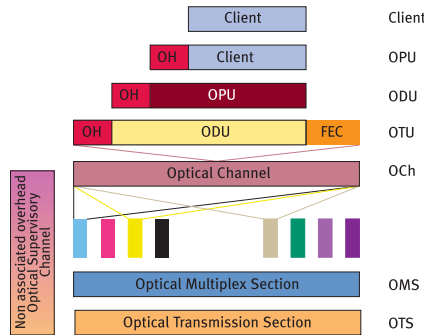 Client Client
OH Client OPU
OH OPU ODU
OH ODU FEC OTU
Optical Channel OCh
Non associated overhead
Optical Supervisory
Channel
Optical Multiplex Section OMS
Optical Transmission Section OTS